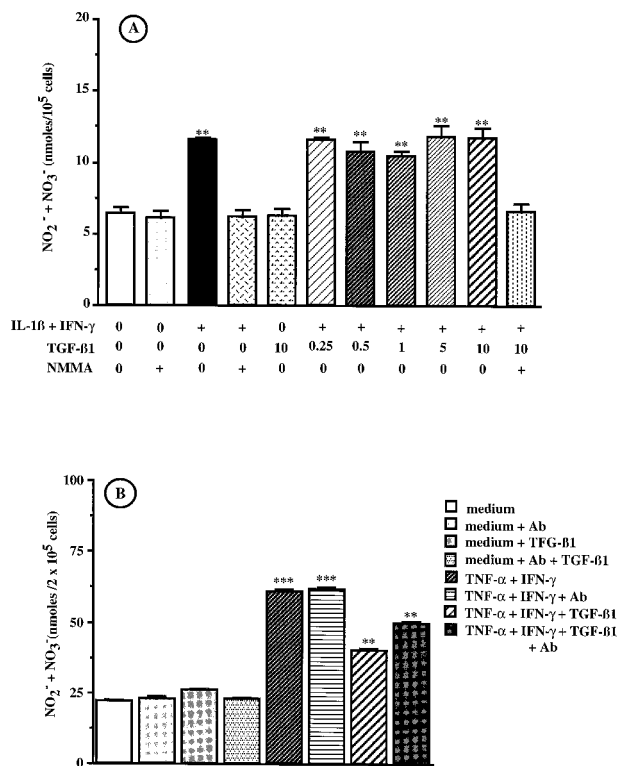 A
20
15
10
5
0
NO2- + NO3- (nmoles/10^5 cells)
** ** ** ** ** **
IL-1ß + IFN-γ 0 0 + + 0 + + + + + +
TGF-ß1 0 0 0 0 10 0.25 0.5 1 5 10 10
NMMA 0 + 0 + 0 0 0 0 0 0 +
B
100
75
50
25
0
NO2- + NO3- (nmoles /2 x 10^5 cells)
*** *** ** **
medium
medium + Ab
medium + TFG-ß1
medium + Ab + TGF-ß1
TNF-α + IFN-γ
TNF-α + IFN-γ + Ab
TNF-α + IFN-γ + TGF-ß1
TNF-α + IFN-γ + TGF-ß1
+ Ab